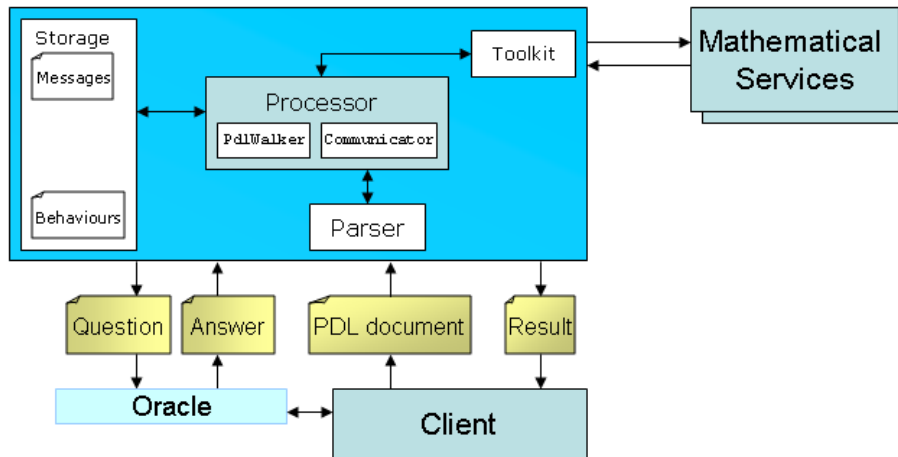 Storage
Messages
Behaviours
Processor
PdlWalker
Communicator
Toolkit
Parser
Mathematical
Services
Question
Answer
PDL document
Result
Oracle
Client